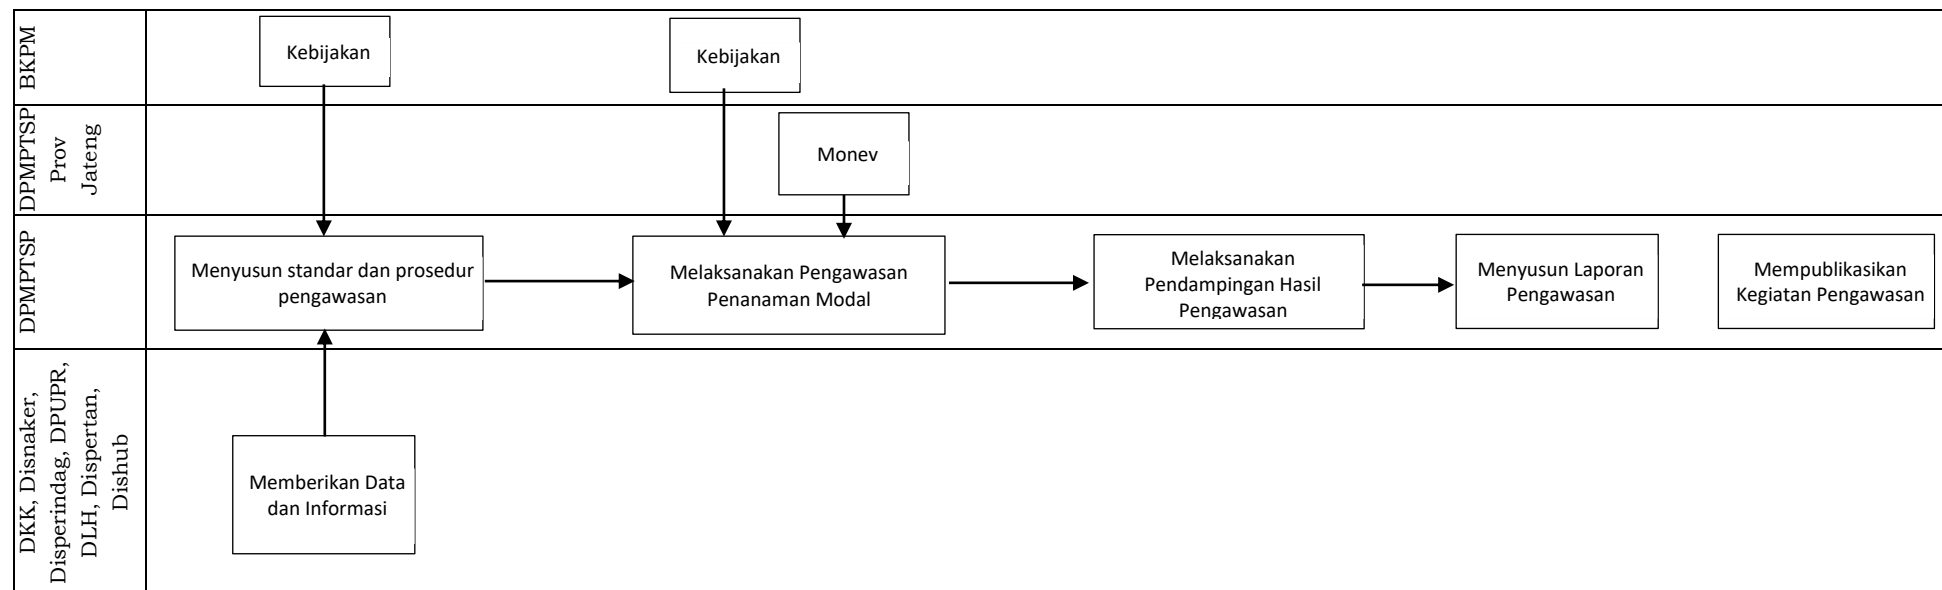 BKPM
Kebijakan
Kebijakan
DPMPTSP
Prov
Jateng
Monev
DPMPTSP
Menyusun standar dan prosedur
pengawasan
Melaksanakan Pengawasan
Penanaman Modal
Melaksanakan
Pendampingan Hasil
Pengawasan
Menyusun Laporan
Pengawasan
Mempublikasikan
Kegiatan Pengawasan
DKK, Disnaker,
Disperindag, DPUPR,
DLH, Dispertan,
Dishub
Memberikan Data
dan Informasi